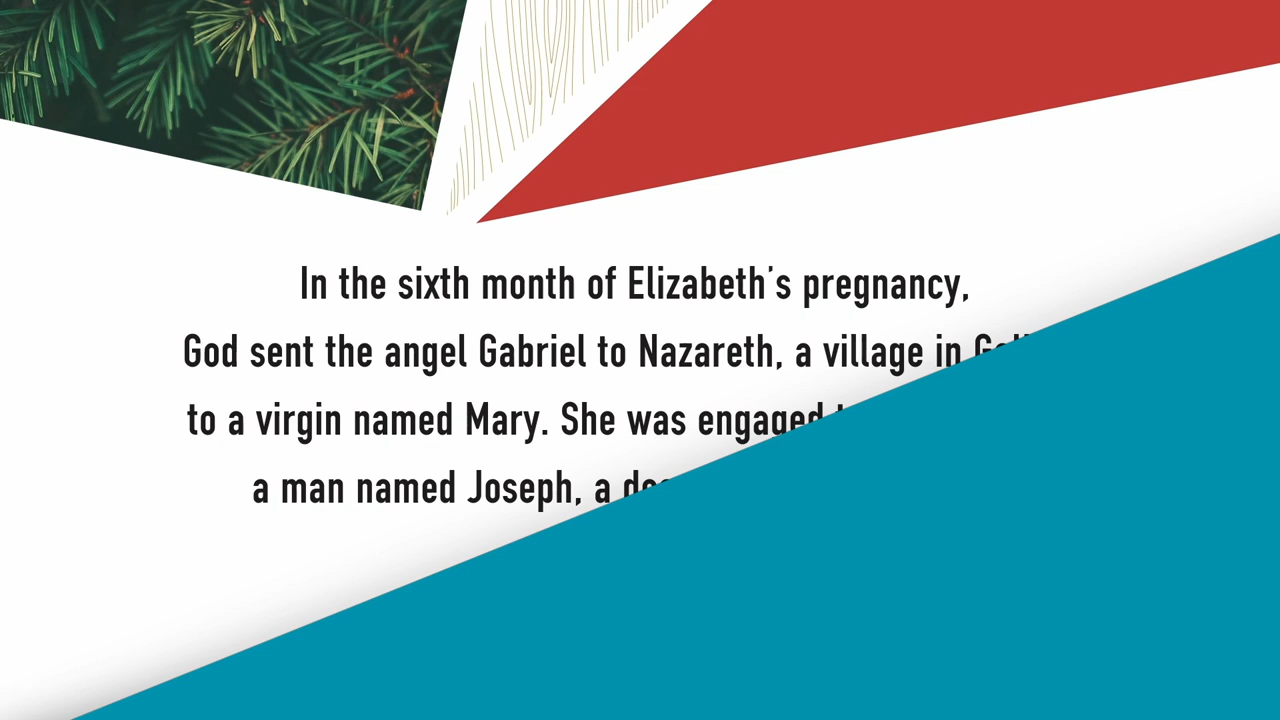 In the sixth month of Elizabeth's pregnancy,
God sent the angel Gabriel to Nazareth, a village in
to a virgin named Mary. She was engaged
a man named Joseph, a